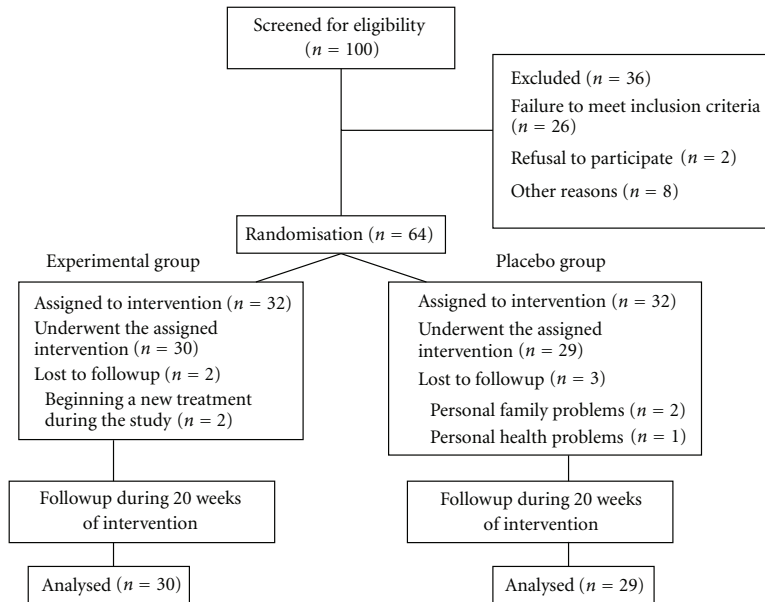 Screened for eligibility
(n = 100)
Excluded (n = 36)
Failure to meet inclusion criteria
(n = 26)
Refusal to participate (n = 2)
Other reasons (n = 8)
Randomisation (n = 64)
Experimental group
Assigned to intervention (n = 32)
Underwent the assigned
intervention (n = 30)
Lost to followup (n = 2)
Beginning a new treatment
during the study (n = 2)
Followup during 20 weeks
of intervention
Analysed (n = 30)
Placebo group
Assigned to intervention (n = 32)
Underwent the assigned
intervention (n = 29)
Lost to followup (n = 3)
Personal family problems (n = 2)
Personal health problems (n = 1)
Followup during 20 weeks
of intervention
Analysed (n = 29)